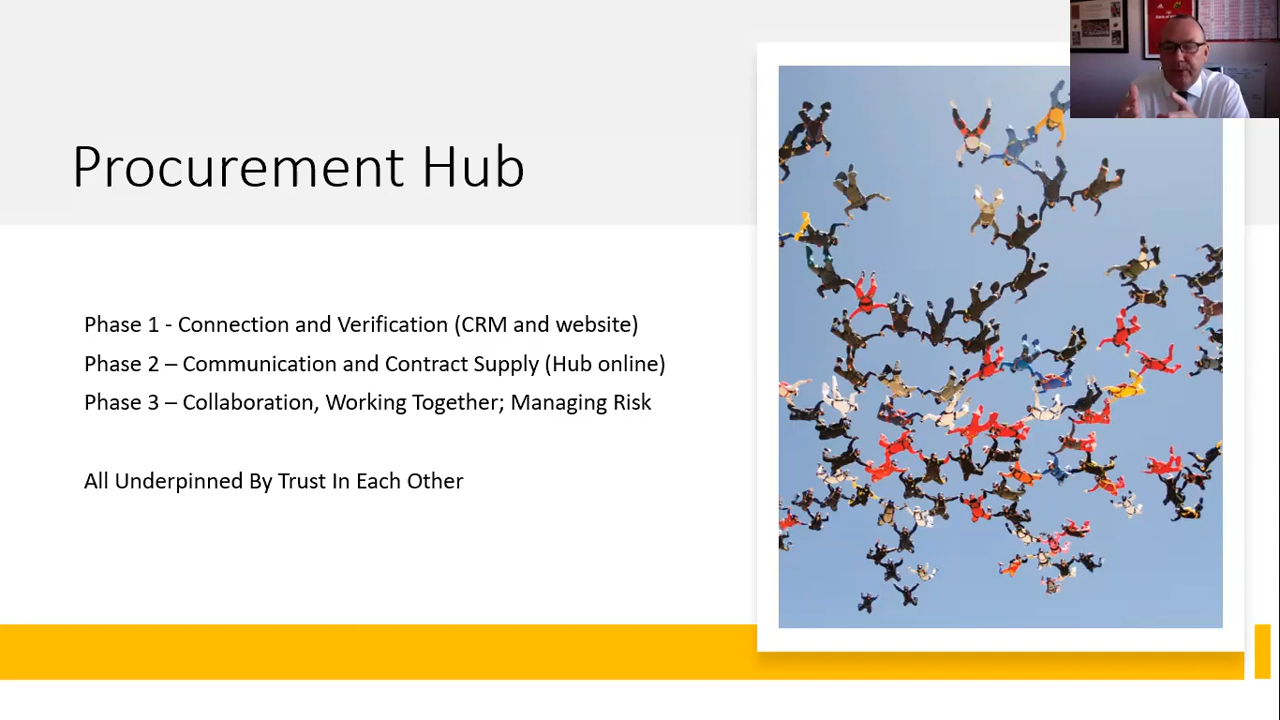 Procurement Hub
Phase 1 - Connection and Verification (CRM and website)
Phase 2 – Communication and Contract Supply (Hub online)
Phase 3 – Collaboration, Working Together; Managing Risk
All Underpinned By Trust In Each Other